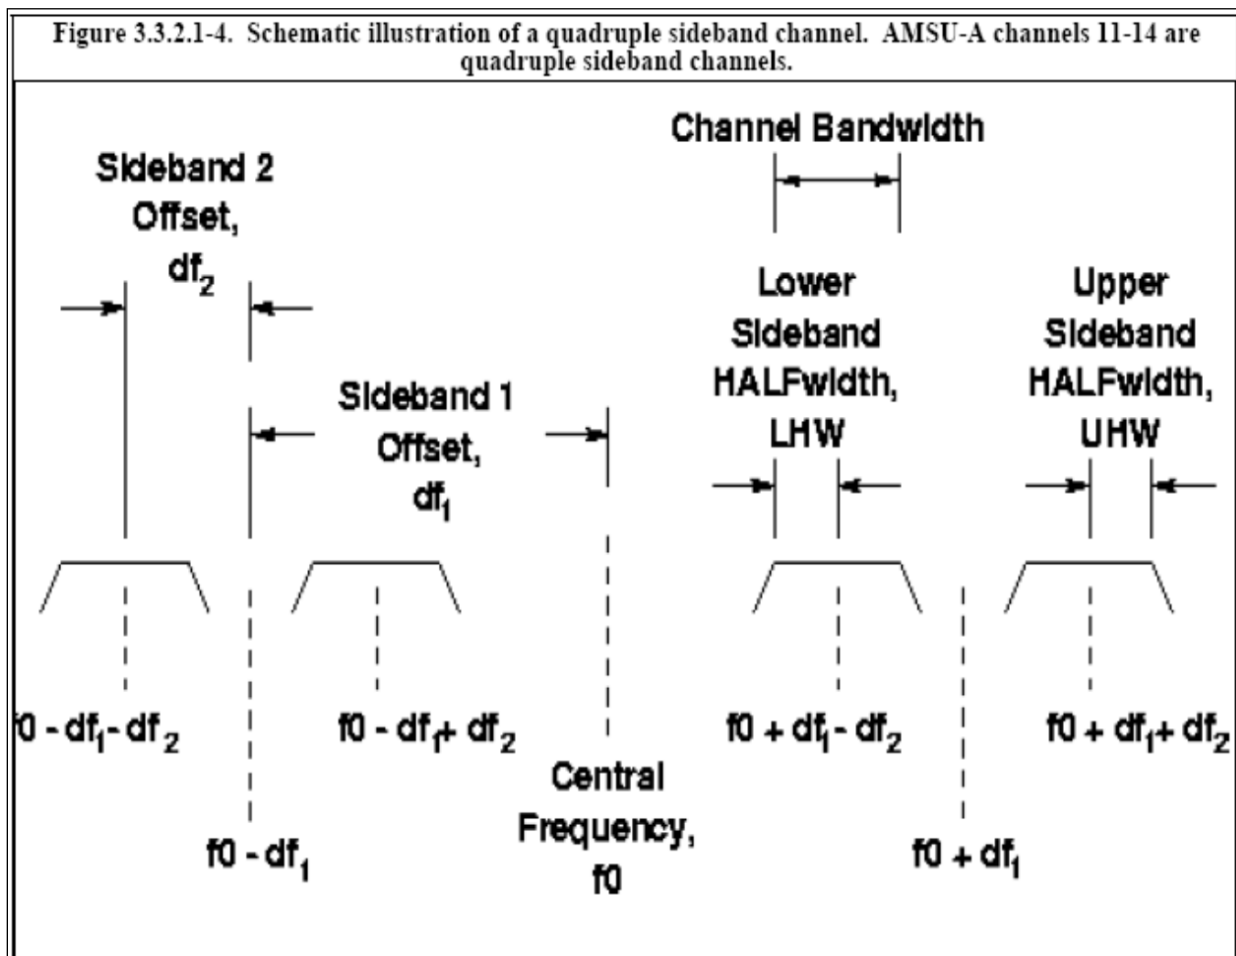 Figure 3.3.2.1-4. Schematic illustration of a quadruple sideband channel. AMSU-A channels 11-14 are
quadruple sideband channels.
Channel Bandwidth
Sideband 2
Offset,
df₂
Lower
Sideband
HALFwidth,
LHW
Upper
Sideband
HALFwidth,
UHW
Sideband 1
Offset,
df₁
f0 - df₁ - df₂
f0 - df₁ + df₂
f0 + df₁ - df₂
f0 + df₁ + df₂
Central
Frequency,
f0
f0 - df₁
f0 + df₁